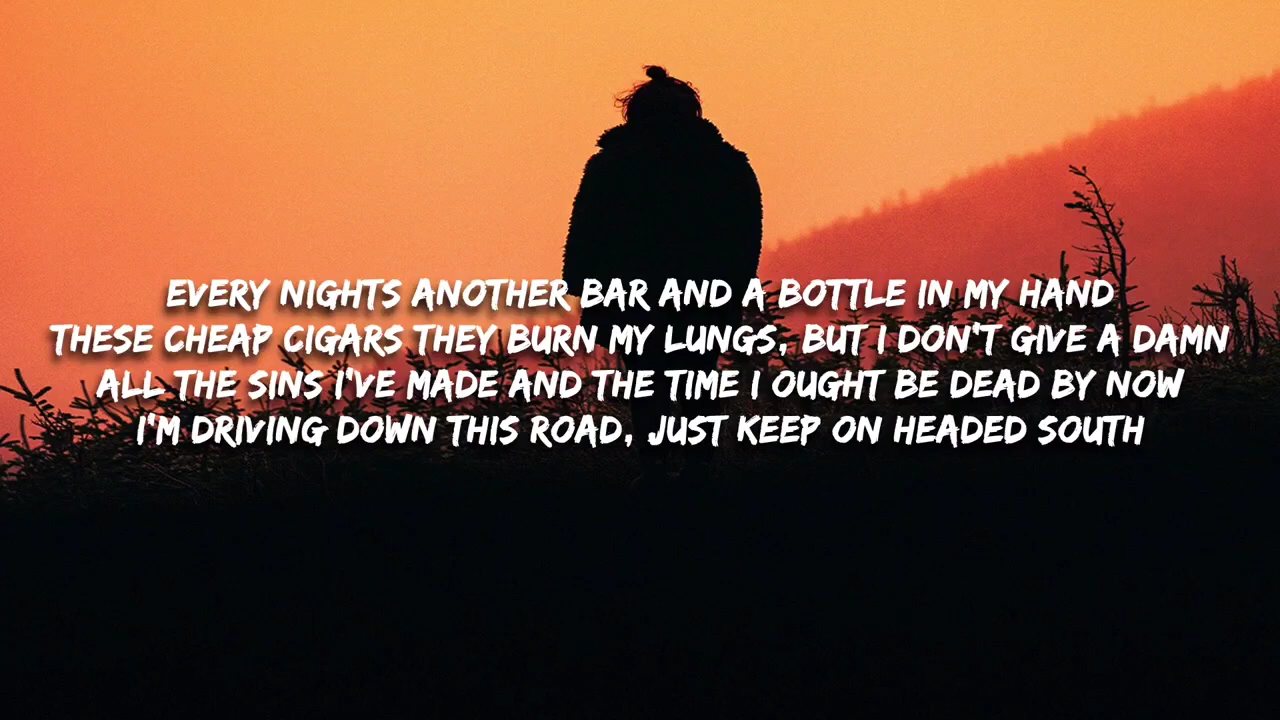 EVERY NIGHTS ANOTHER BAR AND A BOTTLE IN MY HAND
THESE CHEAP CIGARS THEY BURN MY LUNGS, BUT I DON'T GIVE A DAMN
ALL THE SINS I'VE MADE AND THE TIME I OUGHT BE DEAD BY NOW
I'M DRIVING DOWN THIS ROAD, JUST KEEP ON HEADED SOUTH